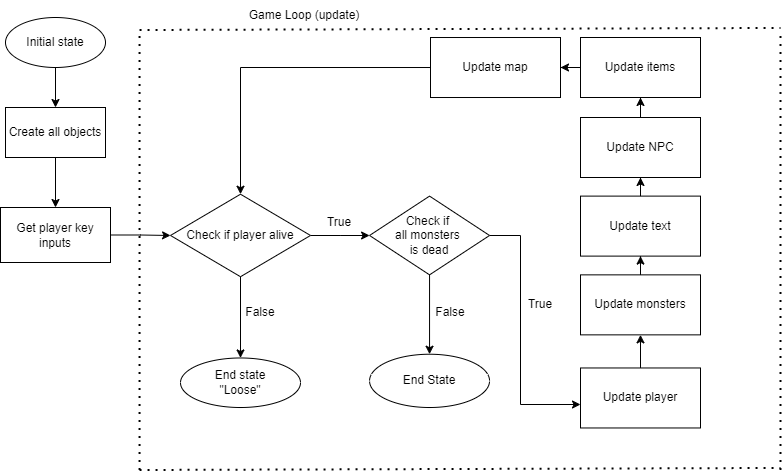 Game Loop (update)
Initial state
Create all objects
Get player key
inputs
Check if player alive
True
False
End state
"Loose"
Check if
all monsters
is dead
True
False
End State
Update player
Update monsters
Update text
Update NPC
Update items
Update map